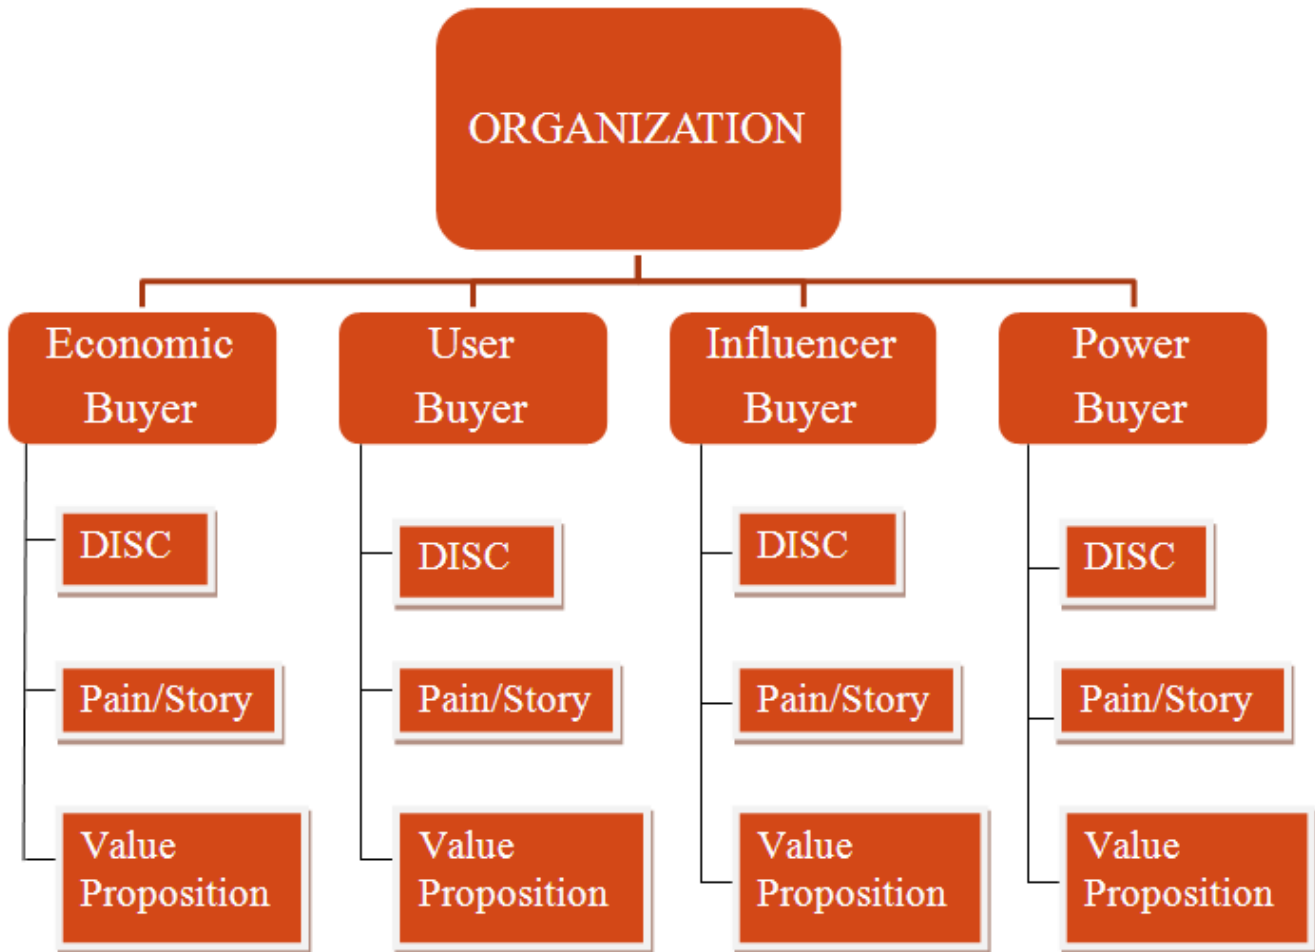 ORGANIZATION
Economic
Buyer
DISC
Pain/Story
Value
Proposition
User
Buyer
DISC
Pain/Story
Value
Proposition
Influencer
Buyer
DISC
Pain/Story
Value
Proposition
Power
Buyer
DISC
Pain/Story
Value
Proposition